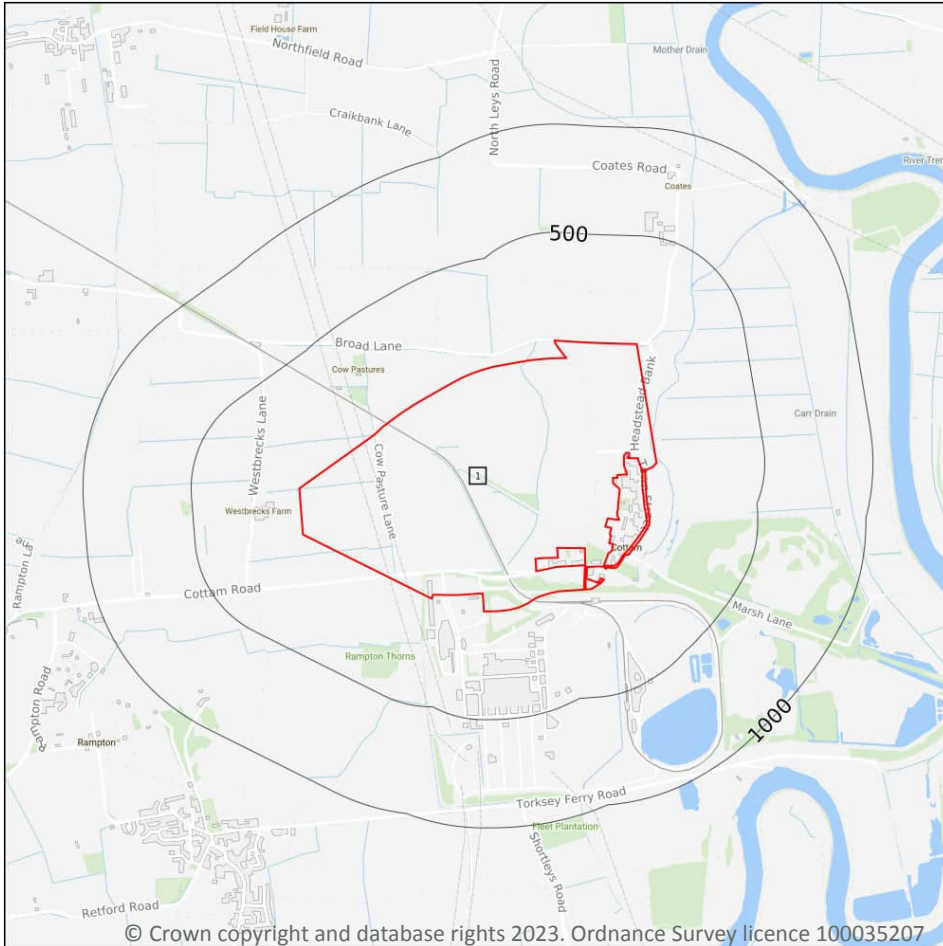 Field House Farm
Northfield Road
North Leys Road
Mother Drain
Craikbank Lane
Coates Road
Coates
River Tren
500
Broad Lane
Cow Pastures
Headstead Bank
Carr Drain
Westbrecks Lane
Cow Pasture Lane
1
Westbrecks Farm
Cottam
Rampton La
Cottam Road
Marsh Lane
Rampton Thorns
Rampton Road
Rampton
1000
Torksey Ferry Road
Fleet Plantation
Shortleys Road
Retford Road
© Crown copyright and database rights 2023. Ordnance Survey licence 100035207